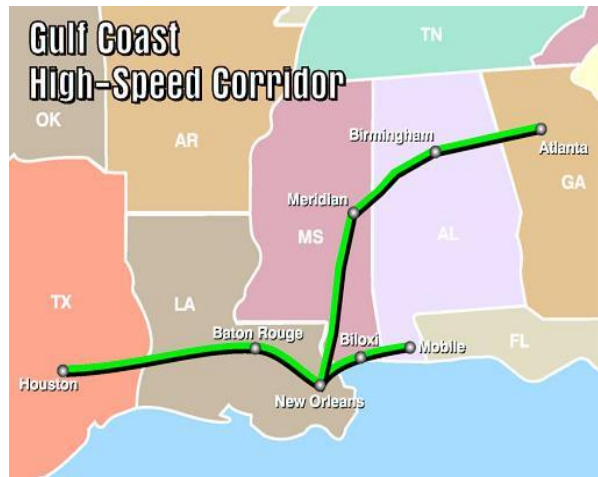 Gulf Coast
High-Speed Corridor
TN
OK
AR
Birmingham
Atlanta
GA
Meridian
MS
AL
TX
LA
Baton Rouge
Biloxi
Mobile
FL
Houston
New Orleans